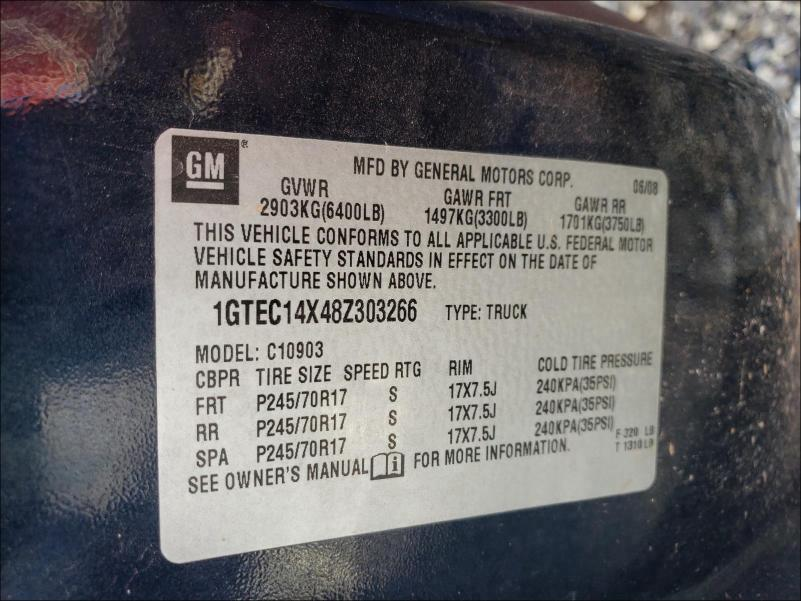 GM®
MFD BY GENERAL MOTORS CORP. 06/08
GVWR GAWR FRT GAWR RR
2903KG(6400LB) 1497KG(3300LB) 1701KG(3750LB)
THIS VEHICLE CONFORMS TO ALL APPLICABLE U.S. FEDERAL MOTOR
VEHICLE SAFETY STANDARDS IN EFFECT ON THE DATE OF
MANUFACTURE SHOWN ABOVE.
1GTEC14X48Z303266 TYPE: TRUCK
MODEL: C10903
CBPR TIRE SIZE SPEED RTG RIM COLD TIRE PRESSURE
FRT P245/70R17 S 17X7.5J 240KPA(35PSI)
RR P245/70R17 S 17X7.5J 240KPA(35PSI)
SPA P245/70R17 S 17X7.5J 240KPA(35PSI)
F 320 LB
T 1310 LB
SEE OWNER'S MANUAL i FOR MORE INFORMATION.